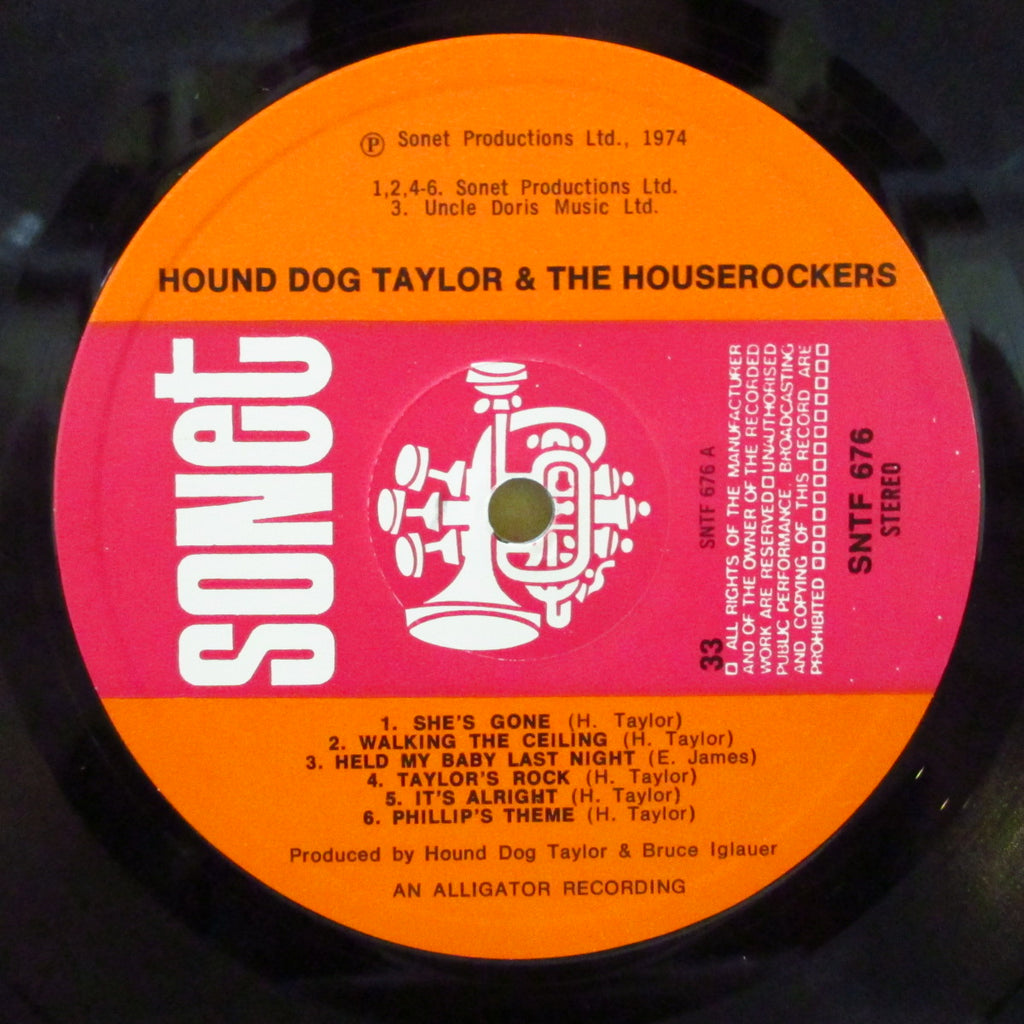 Ⓟ Sonet Productions Ltd., 1974
1,2,4-6. Sonet Productions Ltd.
3. Uncle Doris Music Ltd.
HOUND DOG TAYLOR & THE HOUSEROCKERS
sonet
33
SNTF 676 A
□ ALL RIGHTS OF THE MANUFACTURER
AND OF THE OWNER OF THE RECORDED
WORK ARE RESERVED □ UNAUTHORISED
PUBLIC PERFORMANCE, BROADCASTING
AND COPYING OF THIS RECORD ARE
PROHIBITED □□□□□□□□□□□□□□
SNTF 676
STEREO
1. SHE'S GONE (H. Taylor)
2. WALKING THE CEILING (H. Taylor)
3. HELD MY BABY LAST NIGHT (E. James)
4. TAYLOR'S ROCK (H. Taylor)
5. IT'S ALRIGHT (H. Taylor)
6. PHILLIP'S THEME (H. Taylor)
Produced by Hound Dog Taylor & Bruce Iglauer
AN ALLIGATOR RECORDING